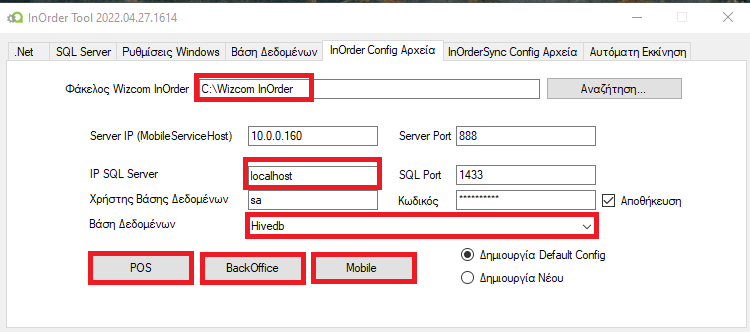 InOrder Tool 2022.04.27.1614
.Net SQL Server Ρυθμίσεις Windows Βάση Δεδομένων InOrder Config Αρχεία InOrderSync Config Αρχεία Αυτόματη Εκκίνηση
Φάκελος Wizcom InOrder C:\Wizcom InOrder Αναζήτηση...
Server IP (MobileServiceHost) 10.0.0.160 Server Port 888
IP SQL Server localhost SQL Port 1433
Χρήστης Βάσης Δεδομένων sa Κωδικός ********** Αποθήκευση
Βάση Δεδομένων Hivedb
POS BackOffice Mobile Δημιουργία Default Config
Δημιουργία Νέου